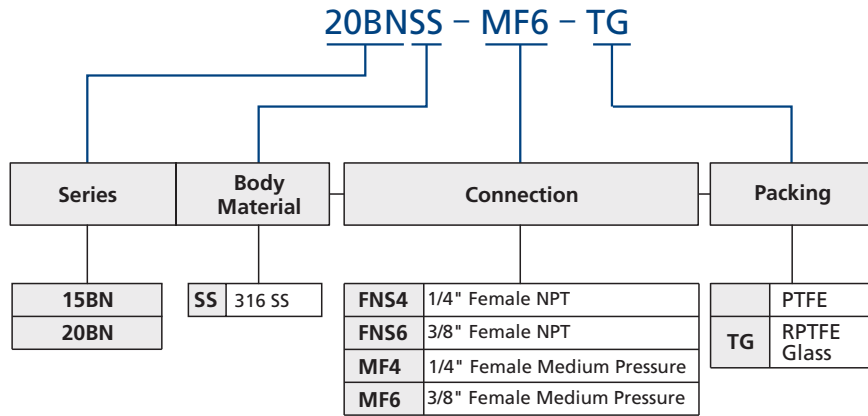 20BNSS – MF6 – TG
Series
Body
Material
Connection
Packing
15BN
20BN
SS 316 SS
FNS4 1/4" Female NPT
FNS6 3/8" Female NPT
MF4 1/4" Female Medium Pressure
MF6 3/8" Female Medium Pressure
PTFE
TG RPTFE
Glass